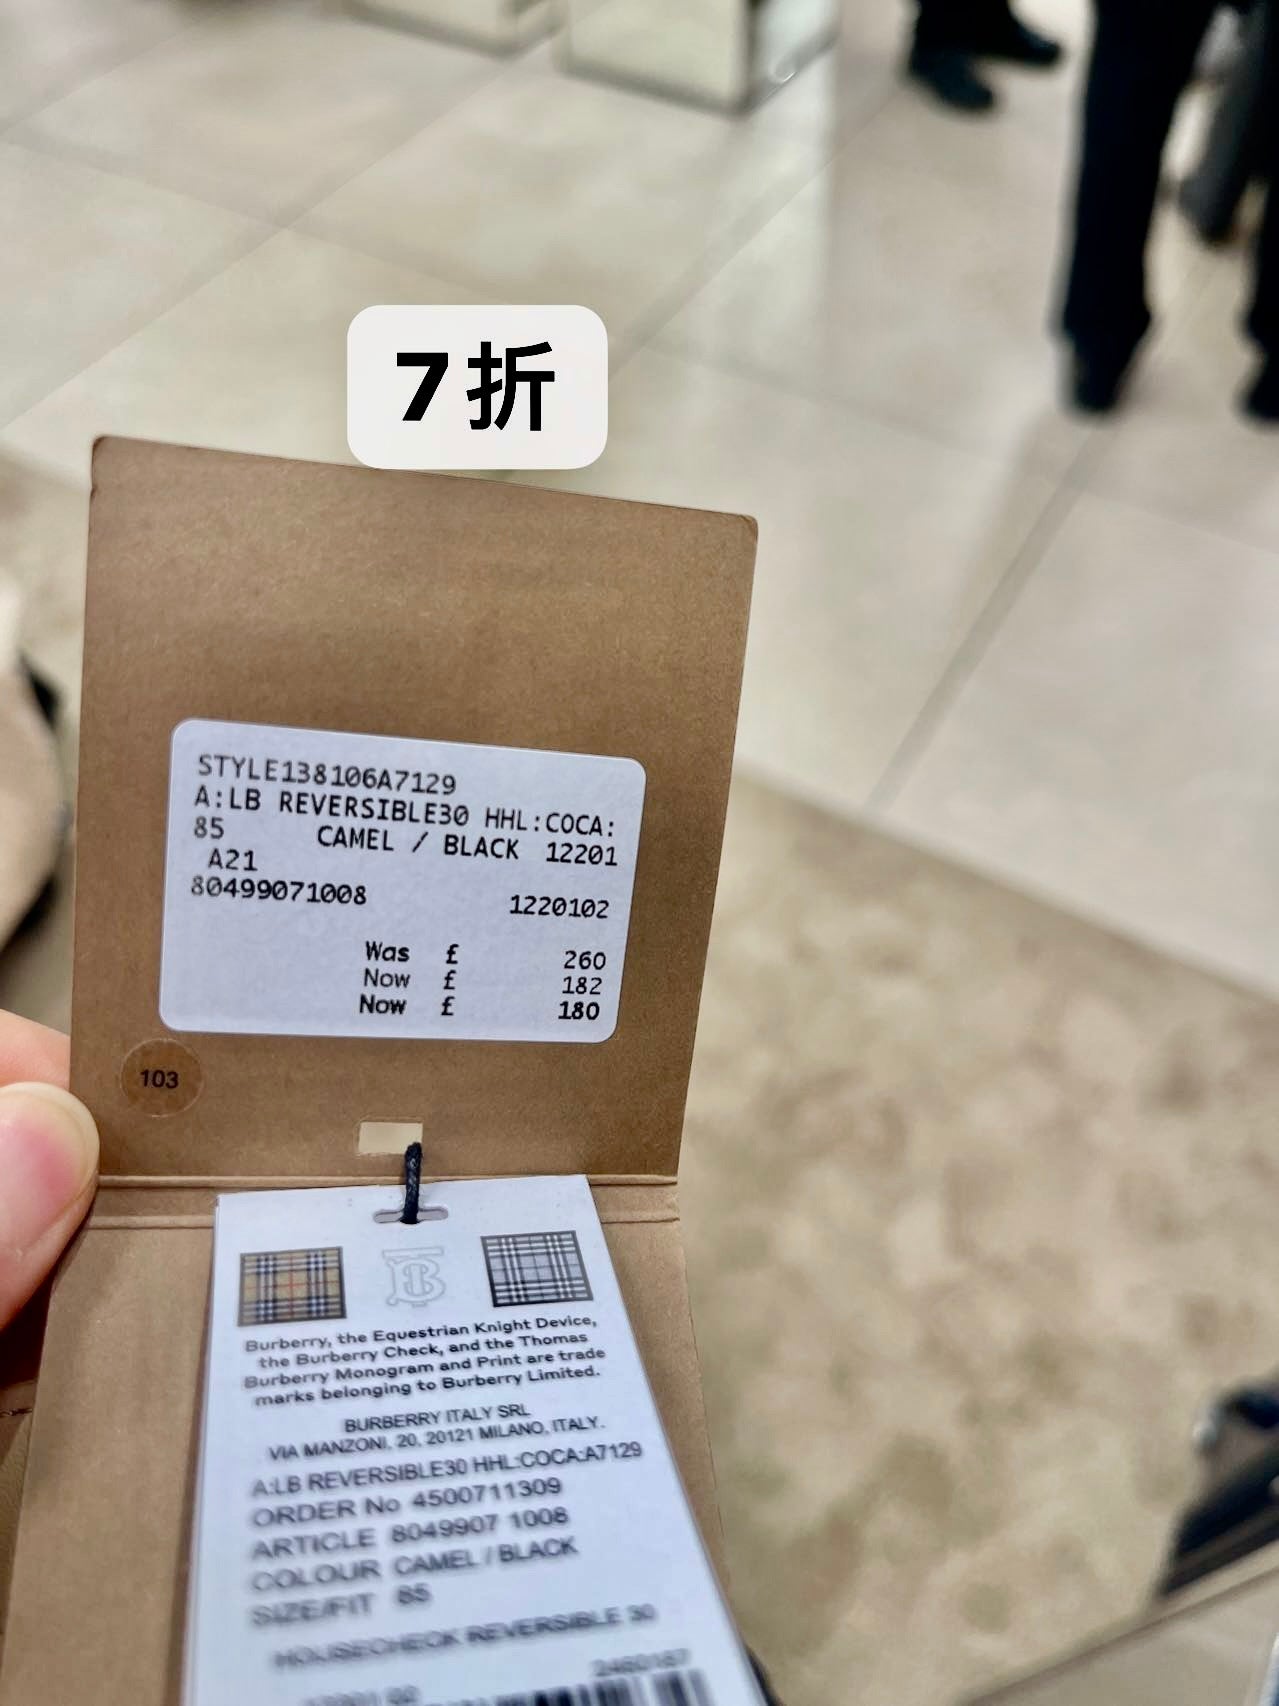 7折
STYLE138106A7129
A:LB REVERSIBLE30 HHL:COCA:
85 CAMEL / BLACK 12201
A21
80499071008 1220102
Was £ 260
Now £ 182
Now £ 180
103
Burberry, the Equestrian Knight Device,
the Burberry Check, and the Thomas
Burberry Monogram and Print are trade
marks belonging to Burberry Limited.
BURBERRY ITALY SRL
VIA MANZONI, 20, 20121 MILANO, ITALY.
A:LB REVERSIBLE30 HHL:COCA:A7129
ORDER No 4500711309
ARTICLE 8049907 1008
COLOUR CAMEL / BLACK
SIZE/FIT 85
HOUSECHECK REVERSIBLE 30